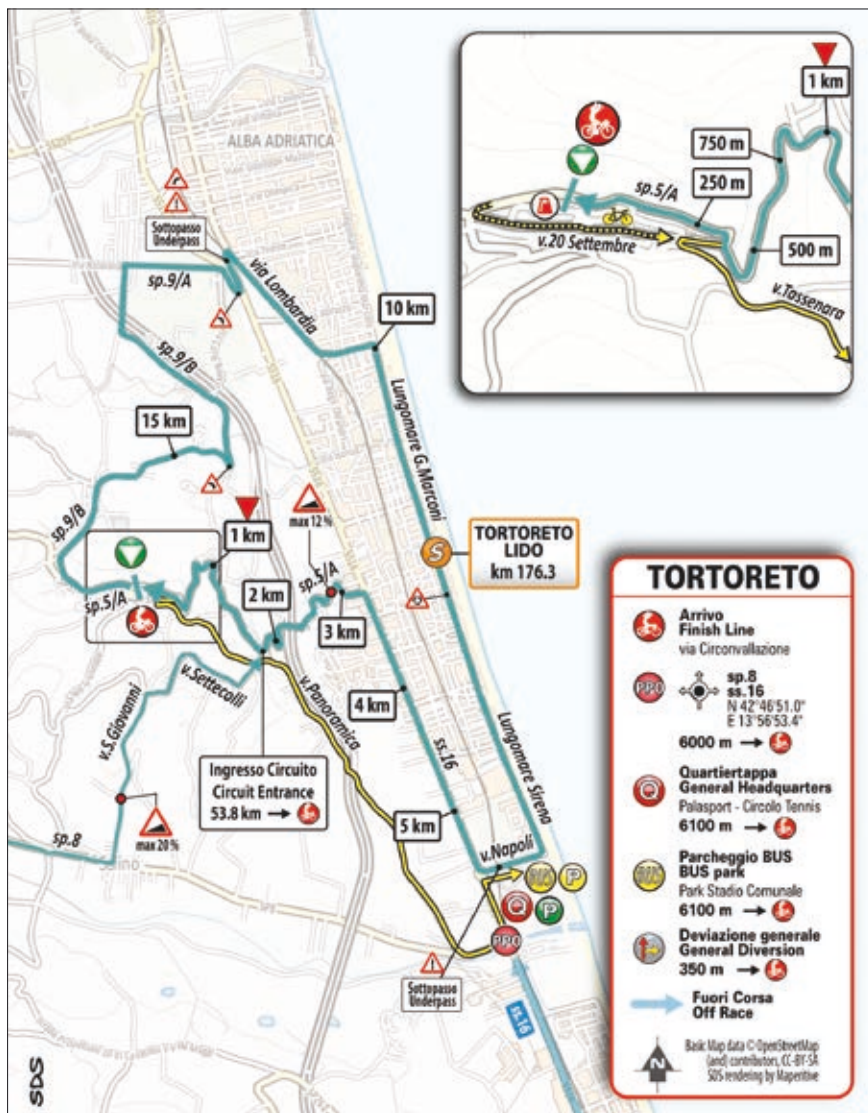 ALBA ADRIATICA
Sottopasso
Underpass
via Lombardia
sp.9/A
sp.9/B
10 km
Lungomare G.Marconi
15 km
sp.9/B
1 km
max 12%
sp.5/A
TORTORETO
LIDO
km 176.3
S
2 km
3 km
sp.5/A
v.Settecolli
v.S.Giovanni
v.Panoramica
4 km
ss.16
Lungomare Sirena
Ingresso Circuito
Circuit Entrance
53.8 km
5 km
v.Napoli
sp.8
max 20%
BUS
P
Q
P
PPO
Sottopasso
Underpass
ss.16
SDS
1 km
750 m
250 m
sp.5/A
500 m
v.20 Settembre
v.Tassenara
TORTORETO
Arrivo
Finish Line
via Circonvallazione
PPO
sp.8
ss.16
N 42°46'51.0"
E 13°56'53.4"
6000 m
Q
Quartiertappa
General Headquarters
Palasport - Circolo Tennis
6100 m
BUS
Parcheggio BUS
BUS park
Park Stadio Comunale
6100 m
Deviazione generale
General Diversion
350 m
Fuori Corsa
Off Race
N
Basic Map data © OpenStreetMap
(and) contributors, CC-BY-SA
SDS rendering by Mapentive